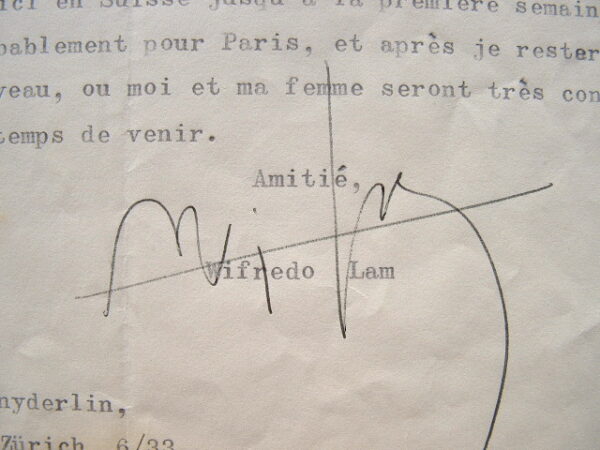 ici en Suisse jusqu'à la première semain
bablement pour Paris, et après je rester
veau, ou moi et ma femme seront très con
temps de venir.
Amitié,
Wifredo Lam
nyderlin,
Zürich 6/33